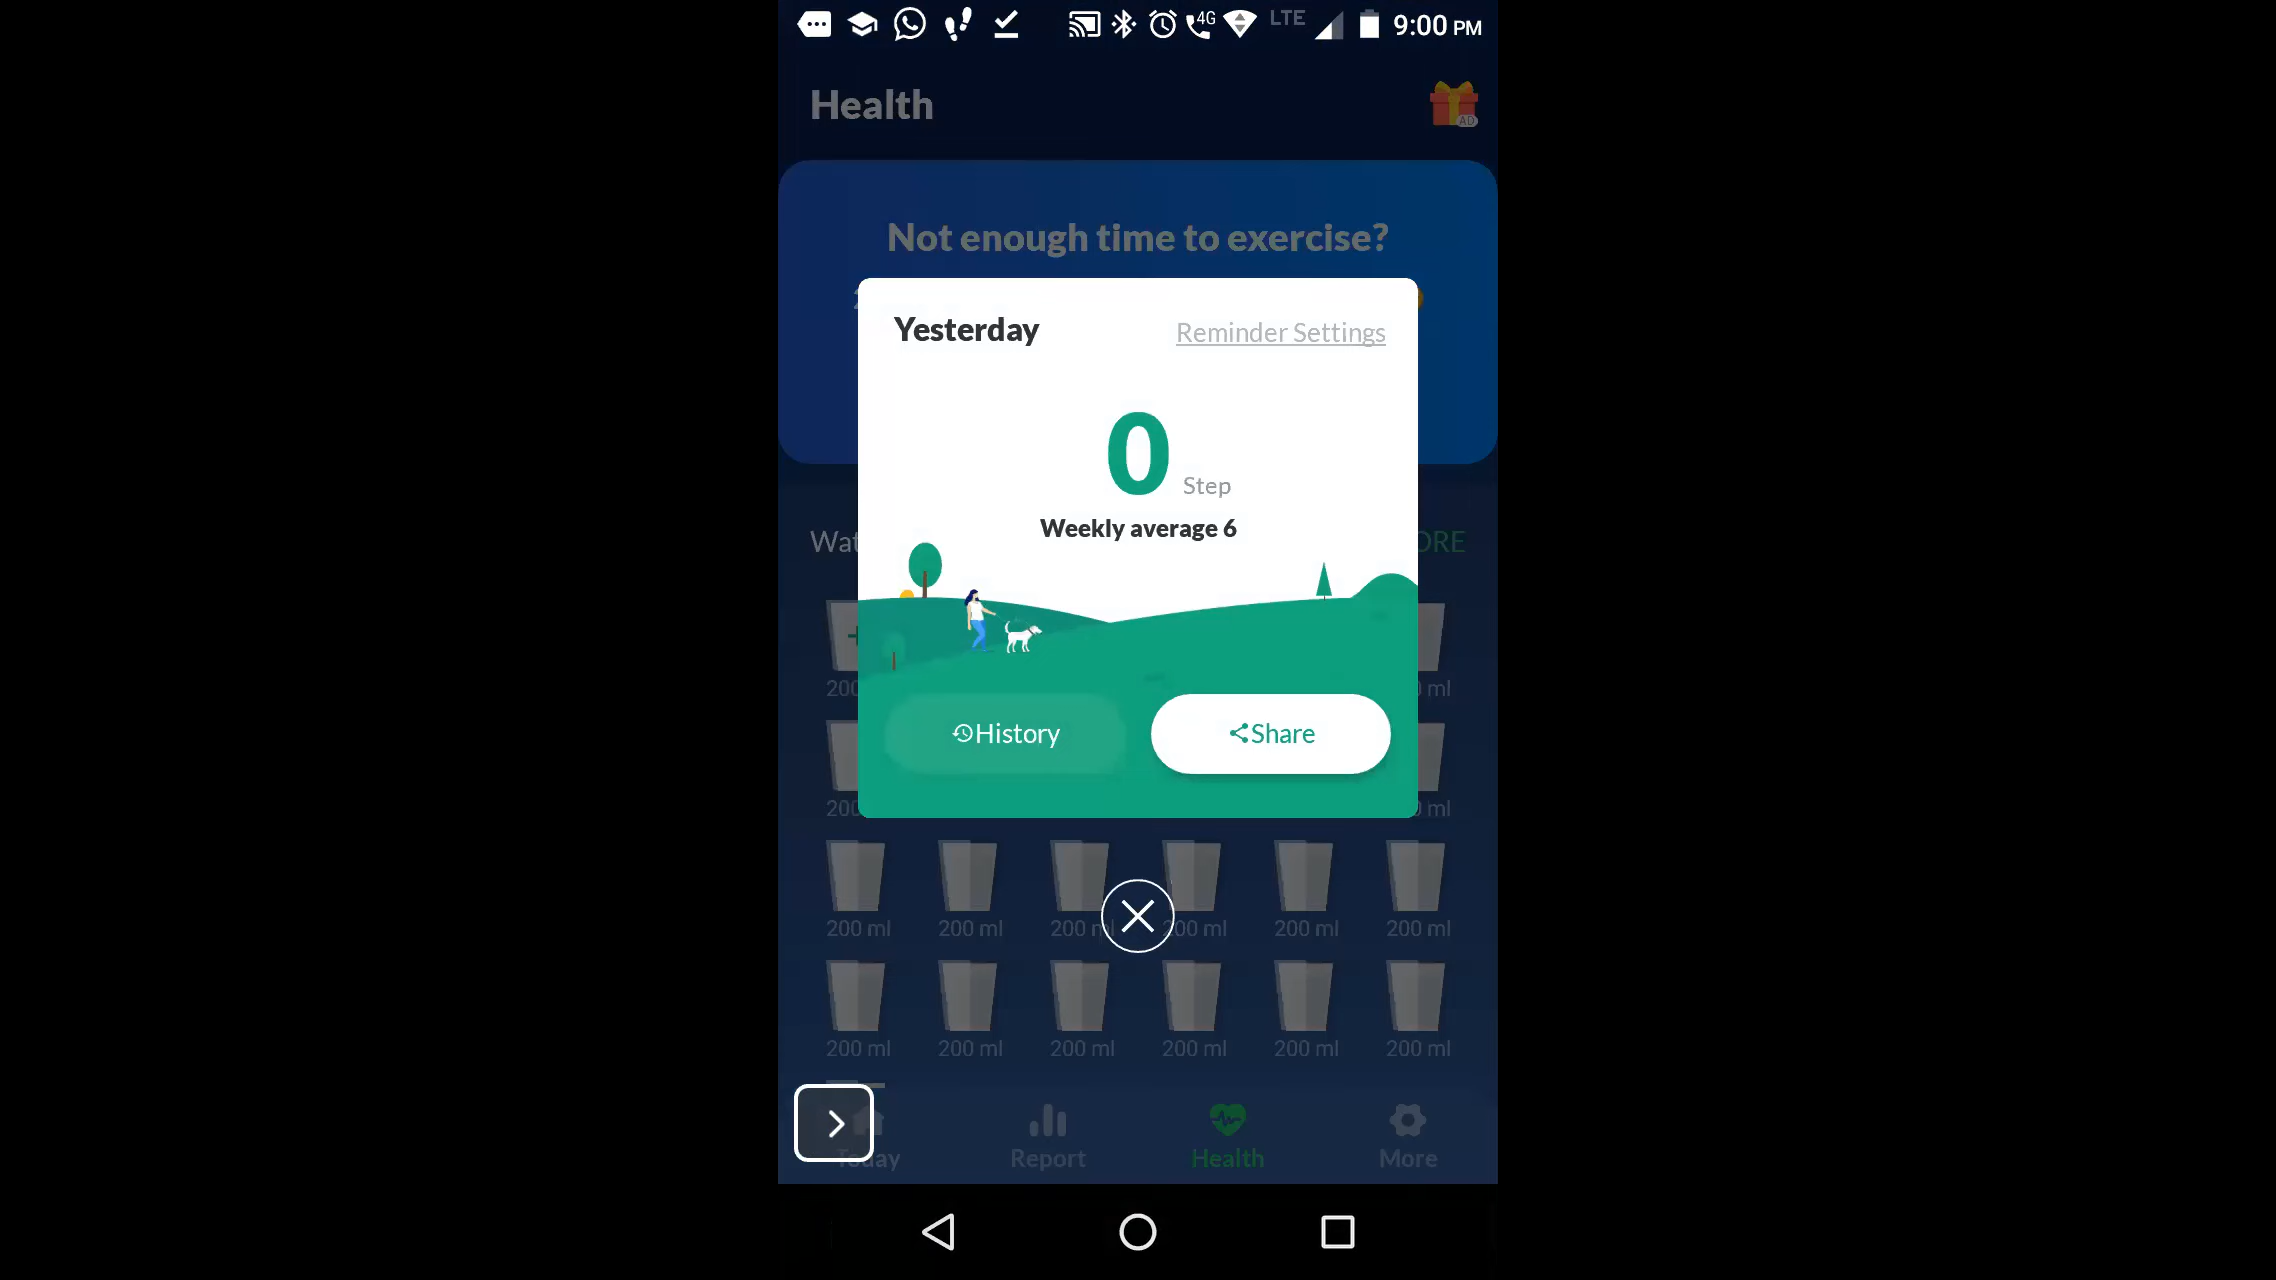 4G LTE 9:00 PM
Health
AD
Not enough time to exercise?
Yesterday
Reminder Settings
0 Step
Weekly average 6
History
Share
200 ml 200 ml 200 ml 200 ml 200 ml
200 ml 200 ml 200 ml 200 ml 200 ml 200 ml
Today Report Health More